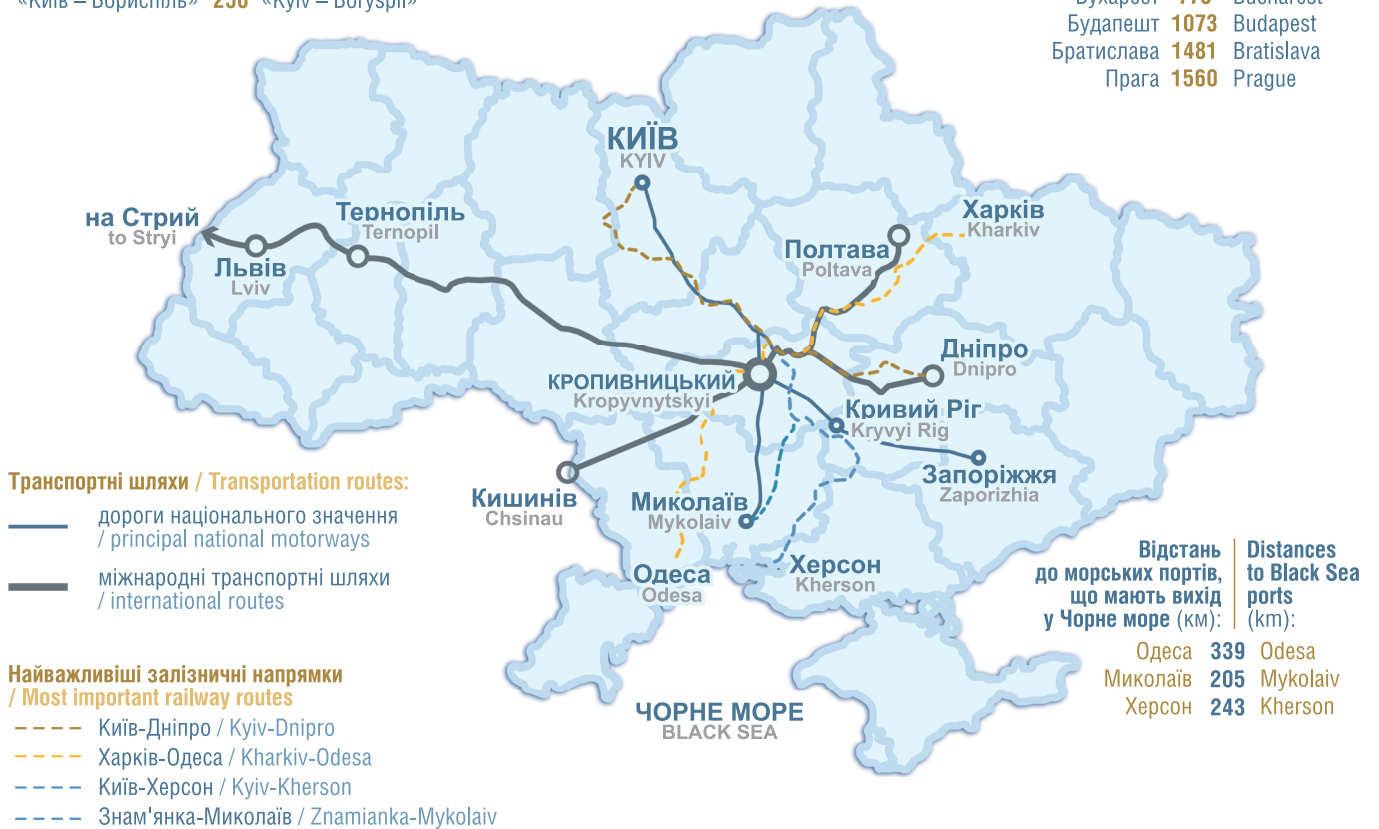 «Київ – Бориспіль» 256 «Kyiv – Boryspil»
Будапешт 1073 Budapest
Братислава 1481 Bratislava
Прага 1560 Prague
КИЇВ
KYIV
на Стрий
to Stryi
Тернопіль
Ternopil
Львів
Lviv
Харків
Kharkiv
Полтава
Poltava
Дніпро
Dnipro
КРОПИВНИЦЬКИЙ
Kropyvnytskyi
Кривий Ріг
Kryvyi Rig
Запоріжжя
Zaporizhia
Кишинів
Chsinau
Миколаїв
Mykolaiv
Одеса
Odesa
Херсон
Kherson
ЧОРНЕ МОРЕ
BLACK SEA
Транспортні шляхи / Transportation routes:
дороги національного значення
/ principal national motorways
міжнародні транспортні шляхи
/ international routes
Найважливіші залізничні напрямки
/ Most important railway routes
Київ-Дніпро / Kyiv-Dnipro
Харків-Одеса / Kharkiv-Odesa
Київ-Херсон / Kyiv-Kherson
Знам'янка-Миколаїв / Znamianka-Mykolaiv
Відстань
до морських портів,
що мають вихід
у Чорне море (км):
Distances
to Black Sea
ports
(km):
Одеса 339 Odesa
Миколаїв 205 Mykolaiv
Херсон 243 Kherson